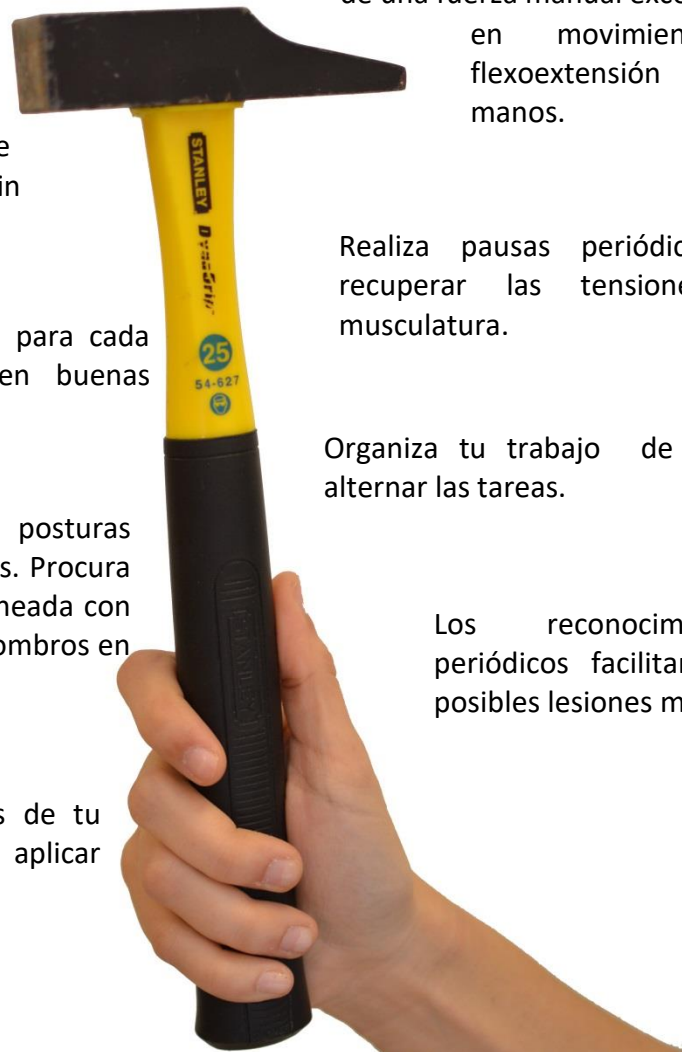 de una fuerza manual exce
en movimien
flexoextensión
manos.
e
in
Realiza pausas periódic
recuperar las tensione
musculatura.
para cada
en buenas
Organiza tu trabajo de
alternar las tareas.
posturas
s. Procura
neada con
ombros en
Los reconocim
periódicos facilitar
posibles lesiones m
s de tu
aplicar
STANLEY
DynaGrip
25
54-627
STANLEY